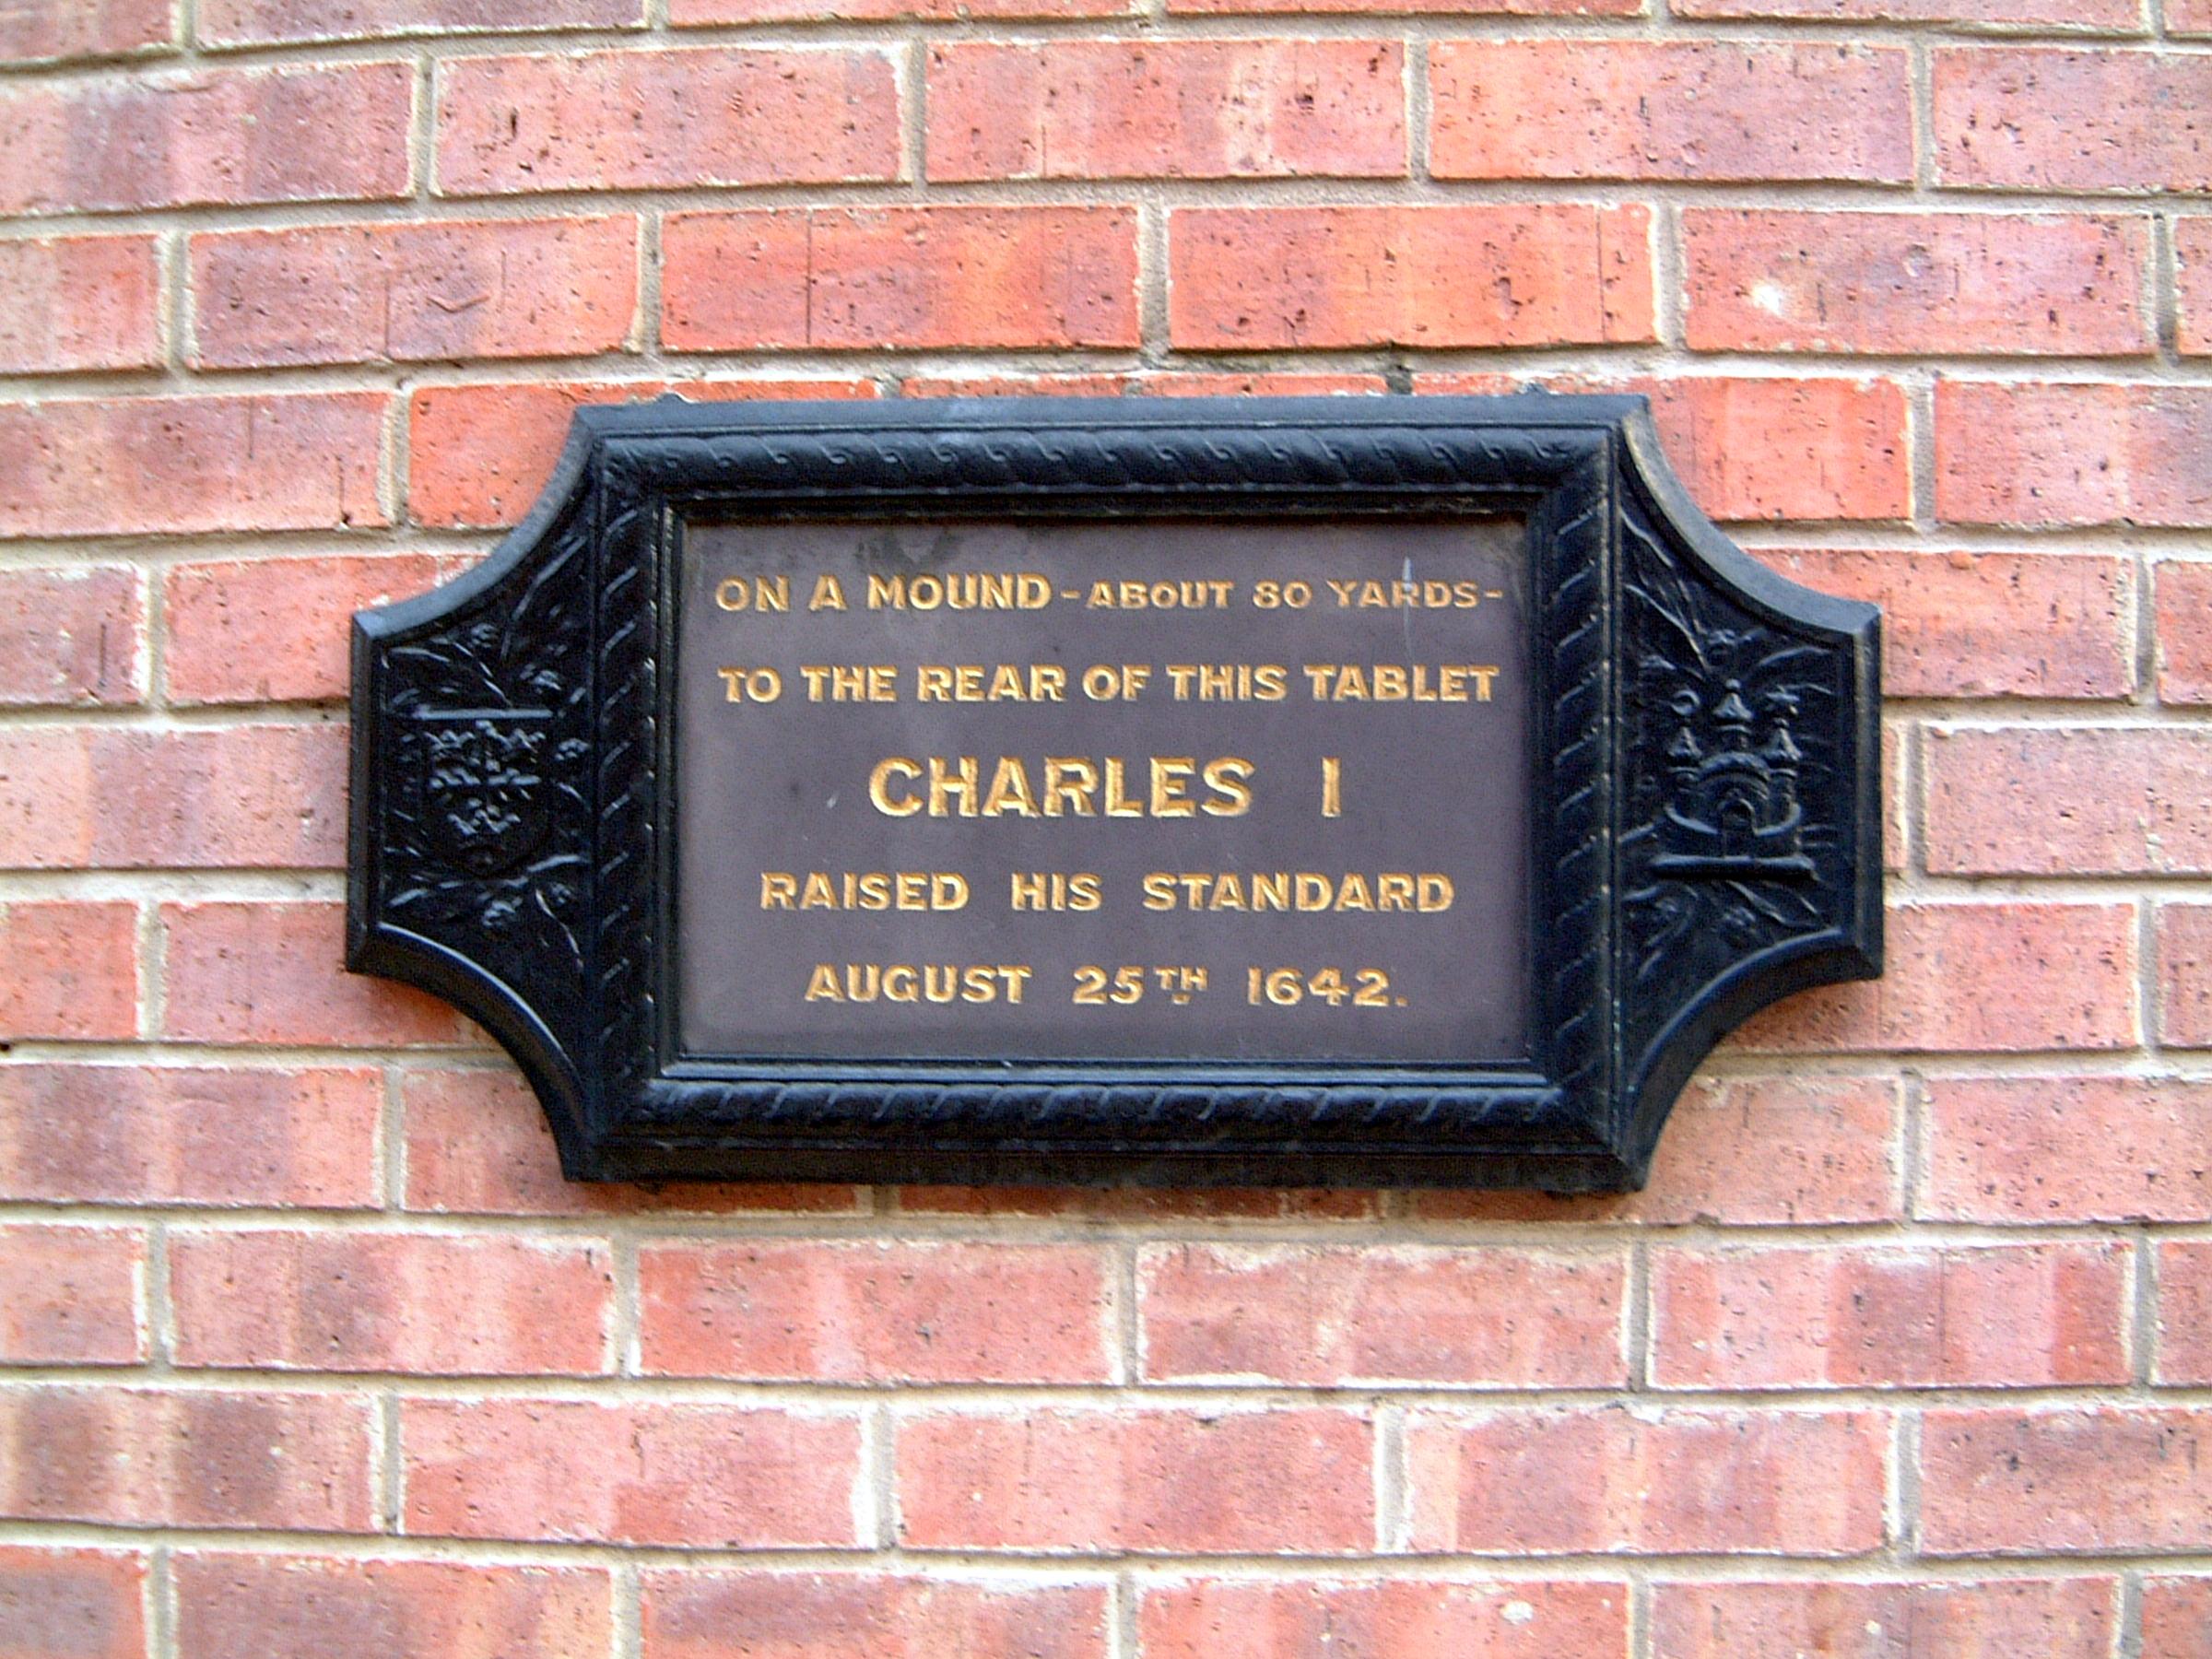 ON A MOUND - ABOUT 80 YARDS -
TO THE REAR OF THIS TABLET
CHARLES I
RAISED HIS STANDARD
AUGUST 25TH 1642.